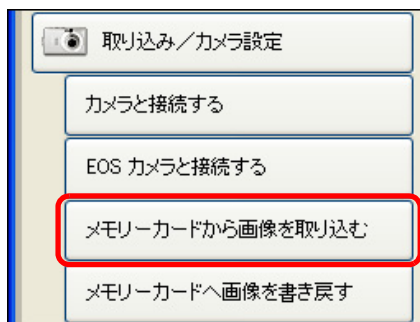 取り込み／カメラ設定
カメラと接続する
EOS カメラと接続する
メモリーカードから画像を取り込む
メモリーカードへ画像を書き戻す